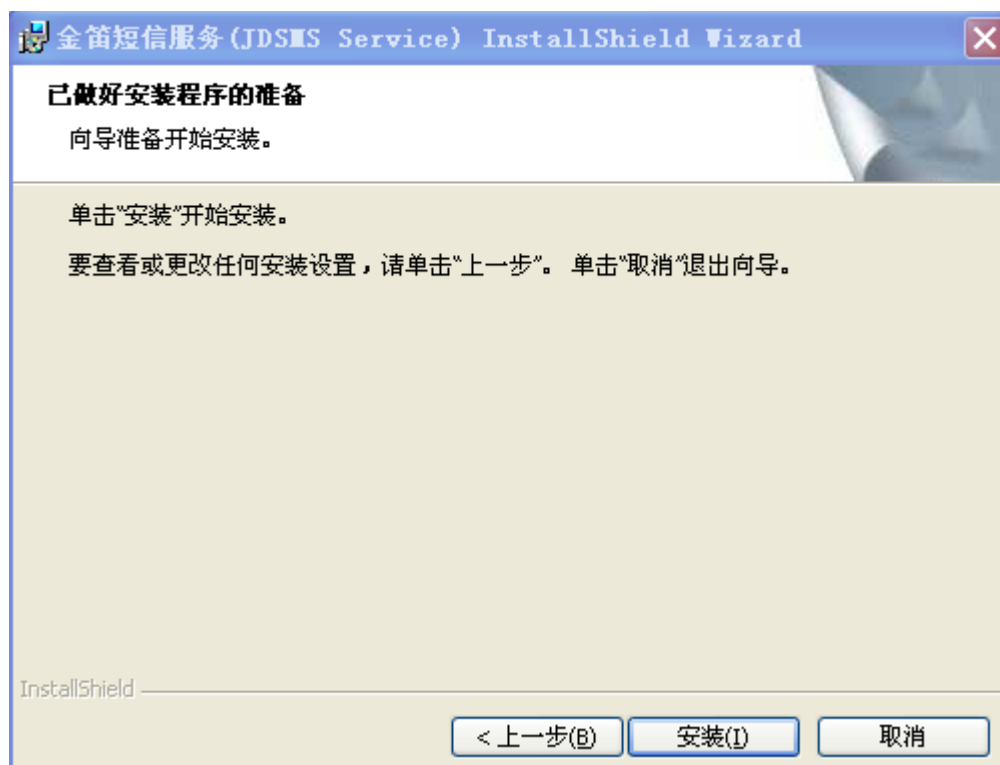 金笛短信服务(JDSMS Service) InstallShield Wizard
已做好安装程序的准备
向导准备开始安装。
单击“安装”开始安装。
要查看或更改任何安装设置，请单击“上一步”。 单击“取消”退出向导。
InstallShield
< 上一步(B)
安装(I)
取消